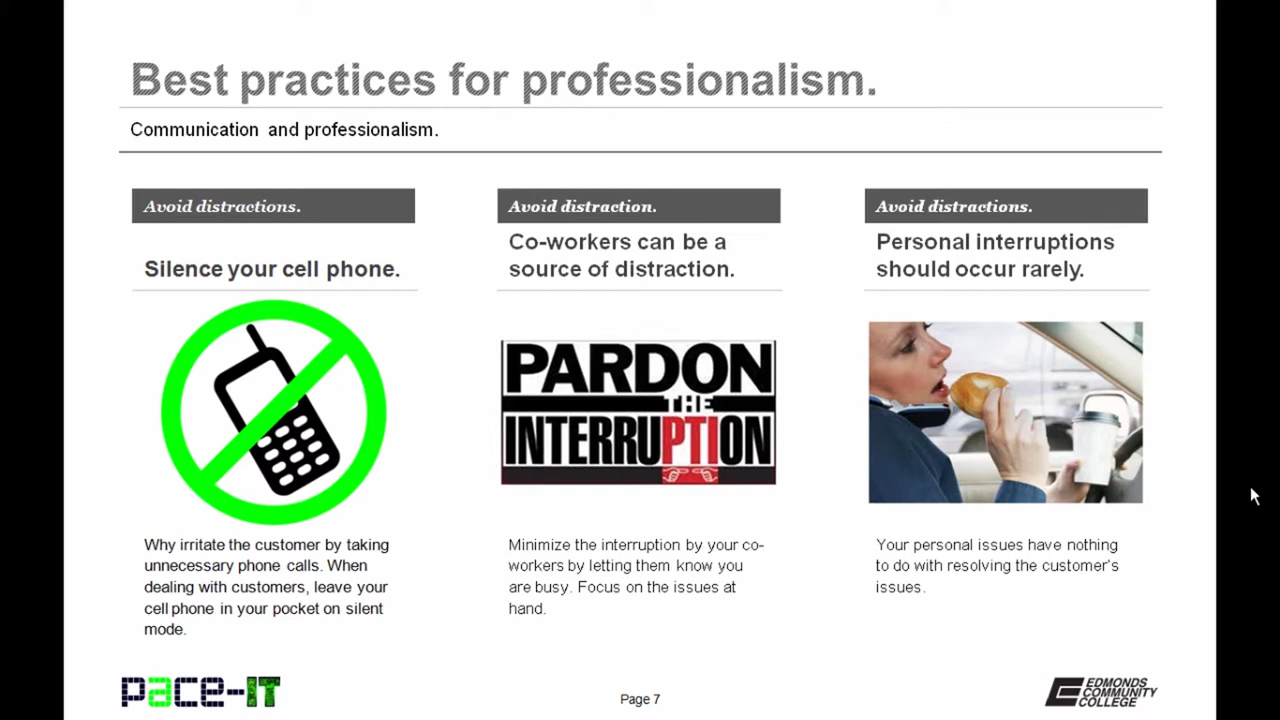 Best practices for professionalism.
Communication and professionalism.
Avoid distractions.
Silence your cell phone.
Why irritate the customer by taking
unnecessary phone calls. When
dealing with customers, leave your
cell phone in your pocket on silent
mode.
Avoid distraction.
Co-workers can be a
source of distraction.
PARDON
THE
INTERRUPTION
Minimize the interruption by your co-
workers by letting them know you
are busy. Focus on the issues at
hand.
Avoid distractions.
Personal interruptions
should occur rarely.
Your personal issues have nothing
to do with resolving the customer's
issues.
pace-IT
Page 7
EDMONDS
COMMUNITY
COLLEGE